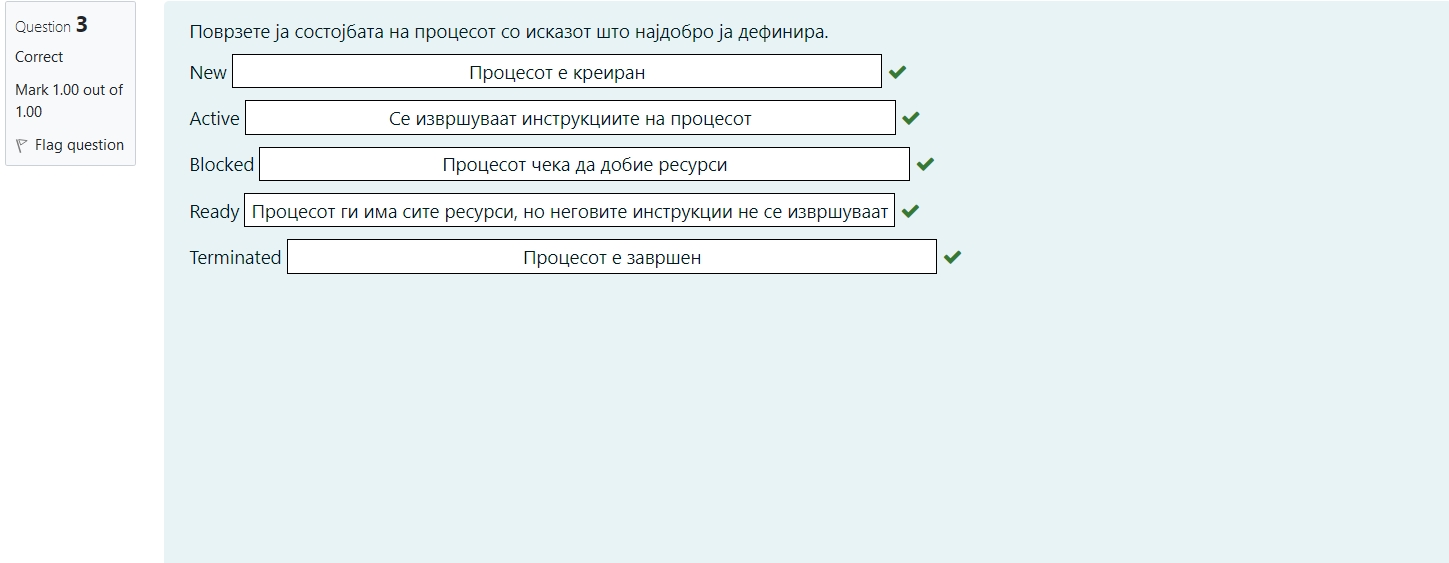 Question 3
Correct
Mark 1.00 out of
1.00
Flag question
Поврзете ја состојбата на процесот со исказот што најдобро ја дефинира.
New Процесот е креиран
Active Се извршуваат инструкциите на процесот
Blocked Процесот чека да добие ресурси
Ready Процесот ги има сите ресурси, но неговите инструкции не се извршуваат
Terminated Процесот е завршен